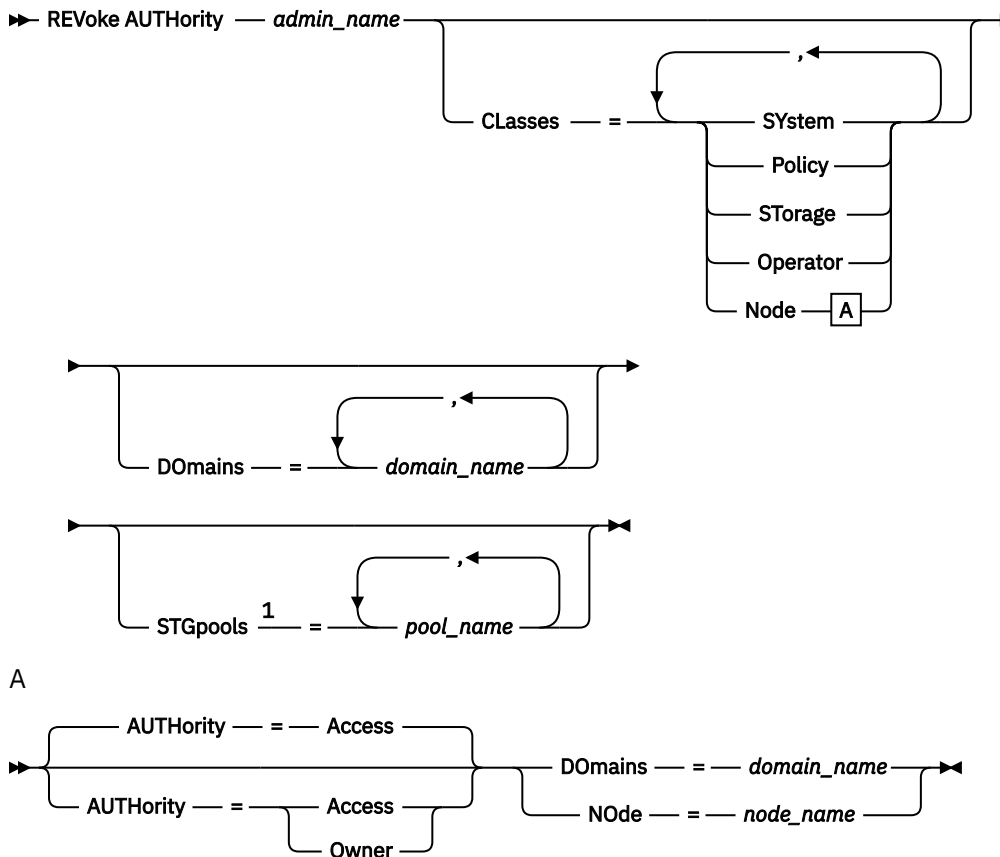 REVoke AUTHority admin_name
,
CLasses = SYstem
Policy
STorage
Operator
Node A
,
DOmains = domain_name
,
STGpools 1 = pool_name
A
AUTHority = Access
DOmains = domain_name
AUTHority = Access
NOde = node_name
Owner